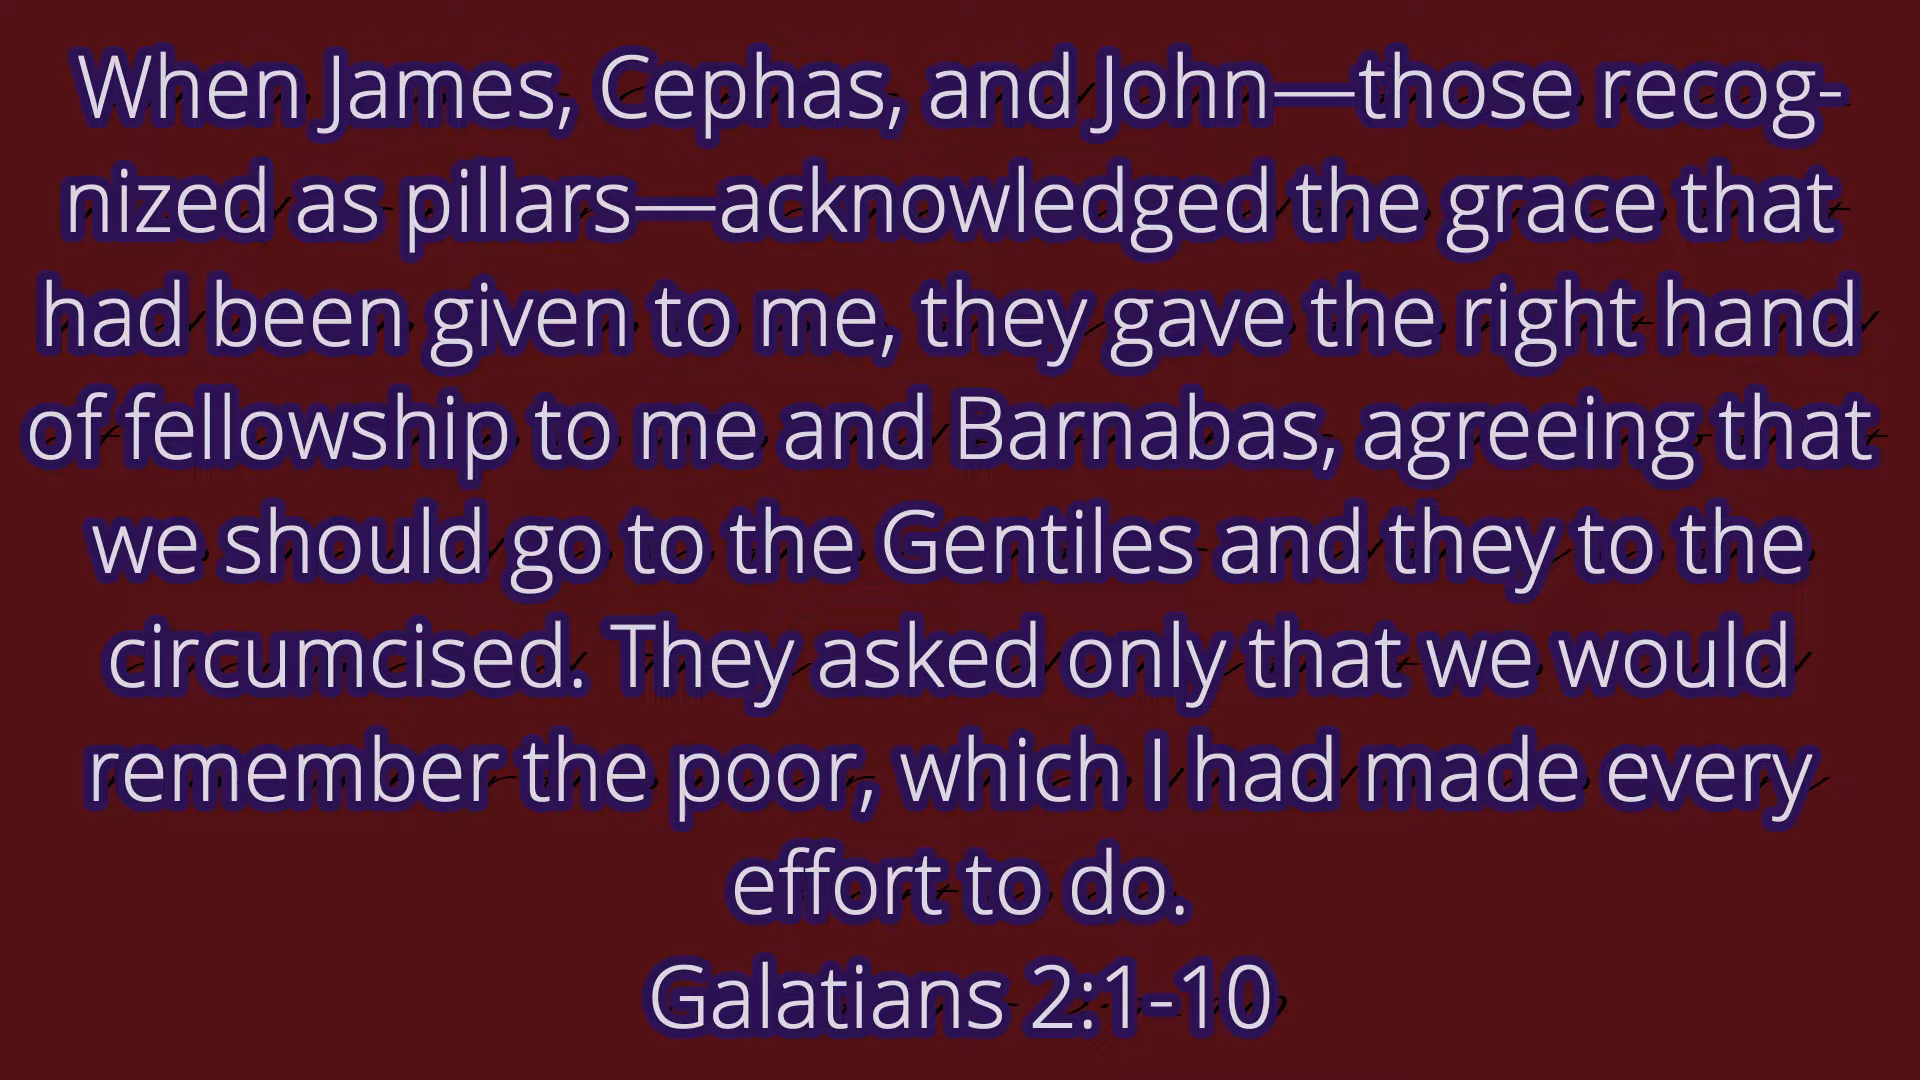 When James, Cephas, and John—those recog-
nized as pillars—acknowledged the grace that
had been given to me, they gave the right hand
of fellowship to me and Barnabas, agreeing that
we should go to the Gentiles and they to the
circumcised. They asked only that we would
remember the poor, which I had made every
effort to do.
Galatians 2:1-10